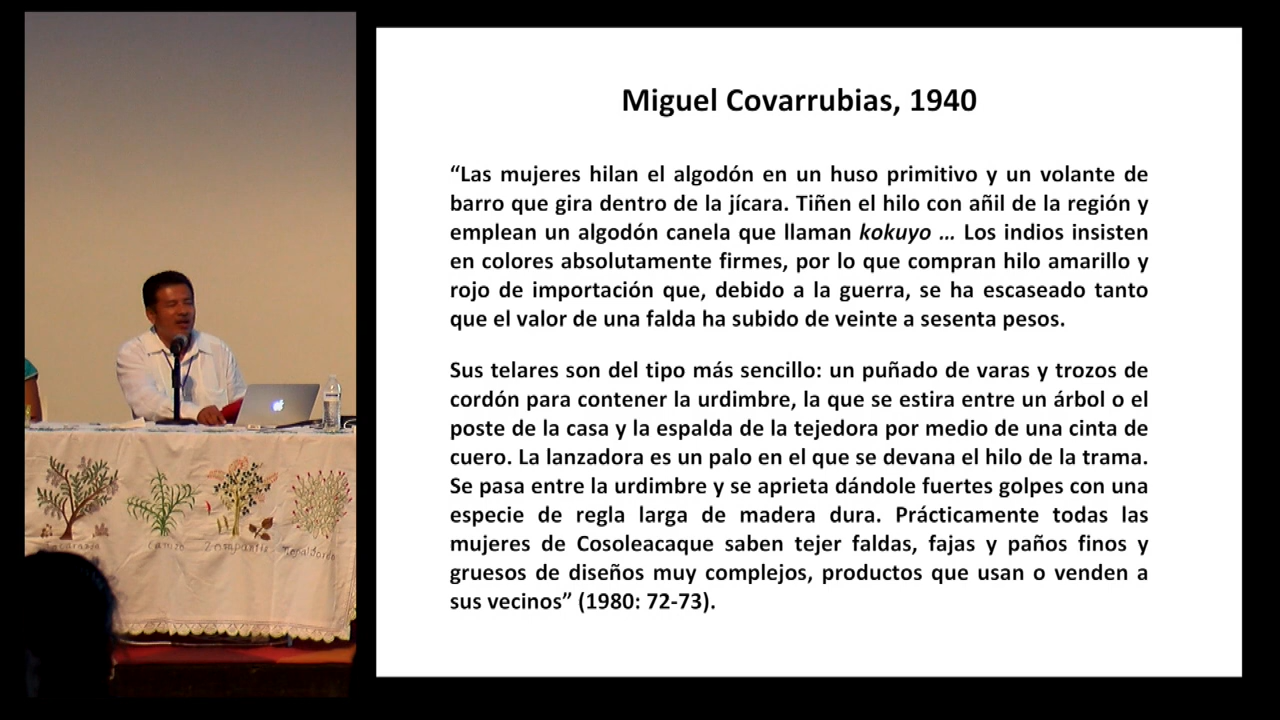 Miguel Covarrubias, 1940
“Las mujeres hilan el algodón en un huso primitivo y un volante de
barro que gira dentro de la jícara. Tiñen el hilo con añil de la región y
emplean un algodón canela que llaman kokuyo ... Los indios insisten
en colores absolutamente firmes, por lo que compran hilo amarillo y
rojo de importación que, debido a la guerra, se ha escaseado tanto
que el valor de una falda ha subido de veinte a sesenta pesos.
Sus telares son del tipo más sencillo: un puñado de varas y trozos de
cordón para contener la urdimbre, la que se estira entre un árbol o el
poste de la casa y la espalda de la tejedora por medio de una cinta de
cuero. La lanzadora es un palo en el que se devana el hilo de la trama.
Se pasa entre la urdimbre y se aprieta dándole fuertes golpes con una
especie de regla larga de madera dura. Prácticamente todas las
mujeres de Cosoleacaque saben tejer faldas, fajas y paños finos y
gruesos de diseños muy complejos, productos que usan o venden a
sus vecinos” (1980: 72-73).